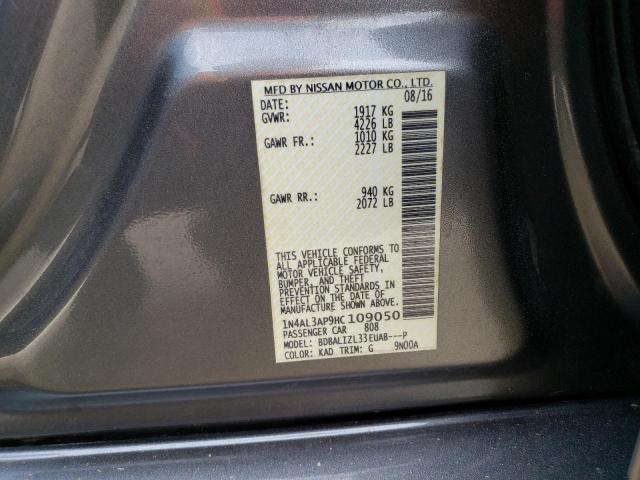 MFD BY NISSAN MOTOR CO., LTD.
DATE: 08/16
GVWR: 1917 KG
4226 LB
GAWR FR.: 1010 KG
2227 LB
GAWR RR.: 940 KG
2072 LB
THIS VEHICLE CONFORMS TO
ALL APPLICABLE FEDERAL
MOTOR VEHICLE SAFETY,
BUMPER, AND THEFT
PREVENTION STANDARDS IN
EFFECT ON THE DATE OF
MANUFACTURE SHOWN ABOVE.
1N4AL3AP9HC 109050
PASSENGER CAR 808
MODEL: BDBALIZL33EUAB---P
COLOR: KAD TRIM: G 9N00A